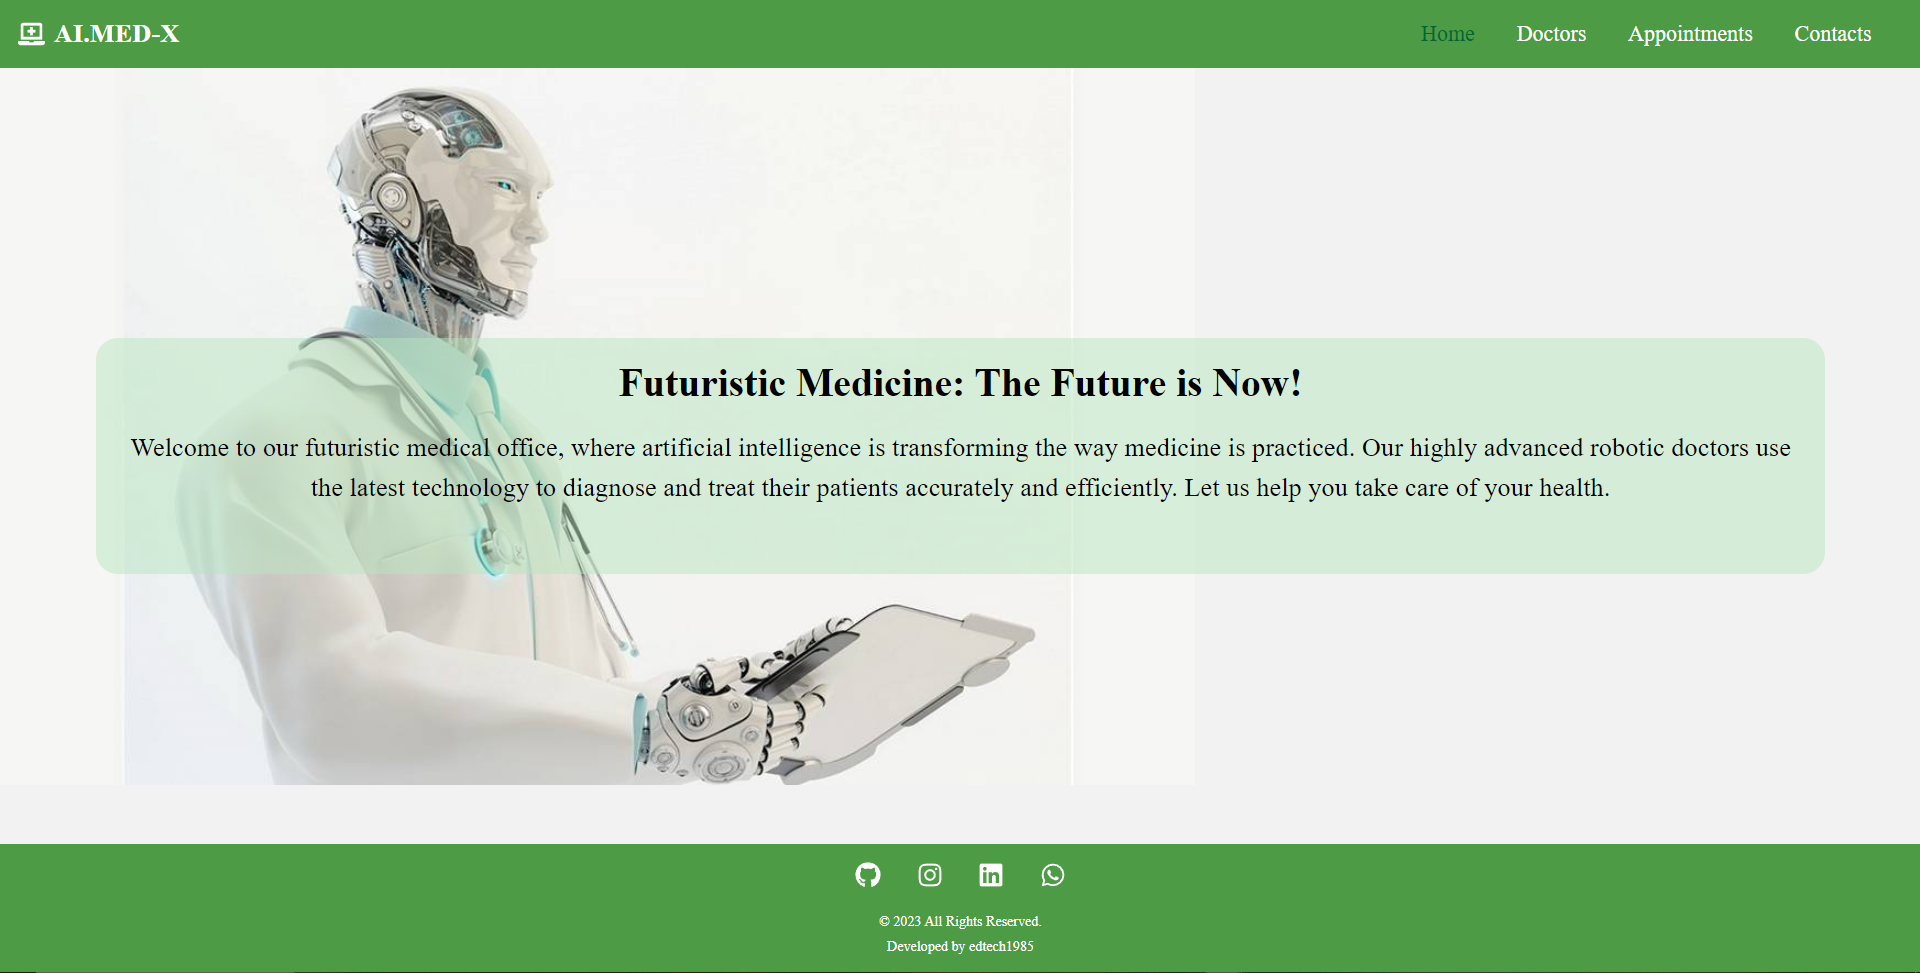 AI.MED-X
Home Doctors Appointments Contacts
Futuristic Medicine: The Future is Now!
Welcome to our futuristic medical office, where artificial intelligence is transforming the way medicine is practiced. Our highly advanced robotic doctors use
the latest technology to diagnose and treat their patients accurately and efficiently. Let us help you take care of your health.
© 2023 All Rights Reserved.
Developed by edtech1985